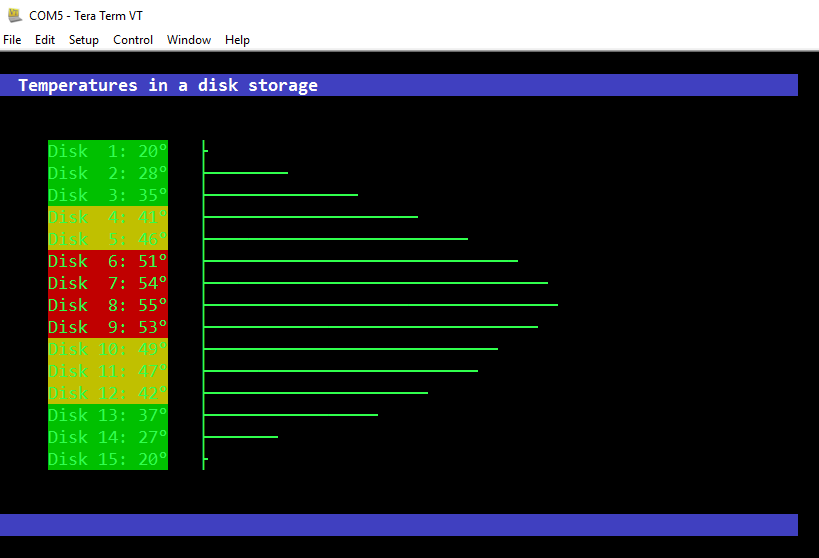 COM5 - Tera Term VT
File Edit Setup Control Window Help
Temperatures in a disk storage
Disk  1: 20°
Disk  2: 28°
Disk  3: 35°
Disk  4: 41°
Disk  5: 46°
Disk  6: 51°
Disk  7: 54°
Disk  8: 55°
Disk  9: 53°
Disk 10: 49°
Disk 11: 47°
Disk 12: 42°
Disk 13: 37°
Disk 14: 27°
Disk 15: 20°